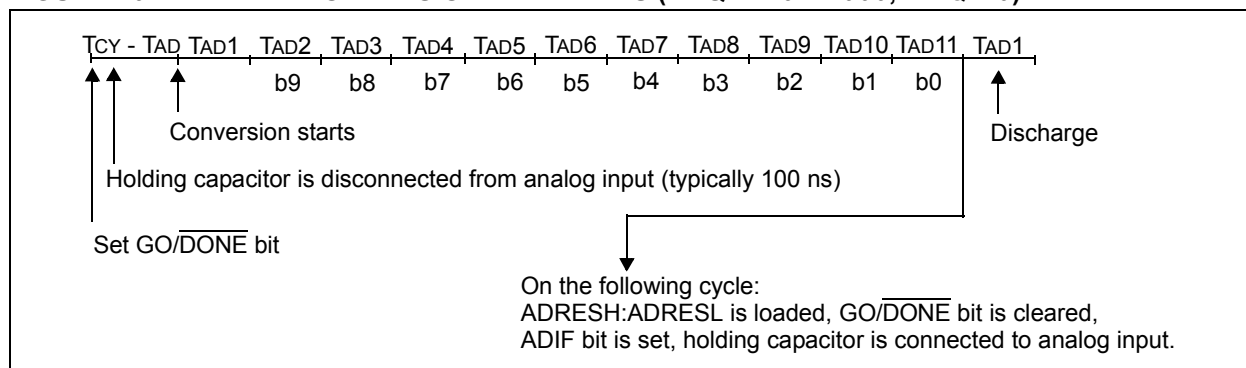 TCY - TAD TAD1 TAD2 TAD3 TAD4 TAD5 TAD6 TAD7 TAD8 TAD9 TAD10 TAD11 TAD1
b9 b8 b7 b6 b5 b4 b3 b2 b1 b0
Conversion starts
Discharge
Holding capacitor is disconnected from analog input (typically 100 ns)
Set GO/DONE bit
On the following cycle:
ADRESH:ADRESL is loaded, GO/DONE bit is cleared,
ADIF bit is set, holding capacitor is connected to analog input.